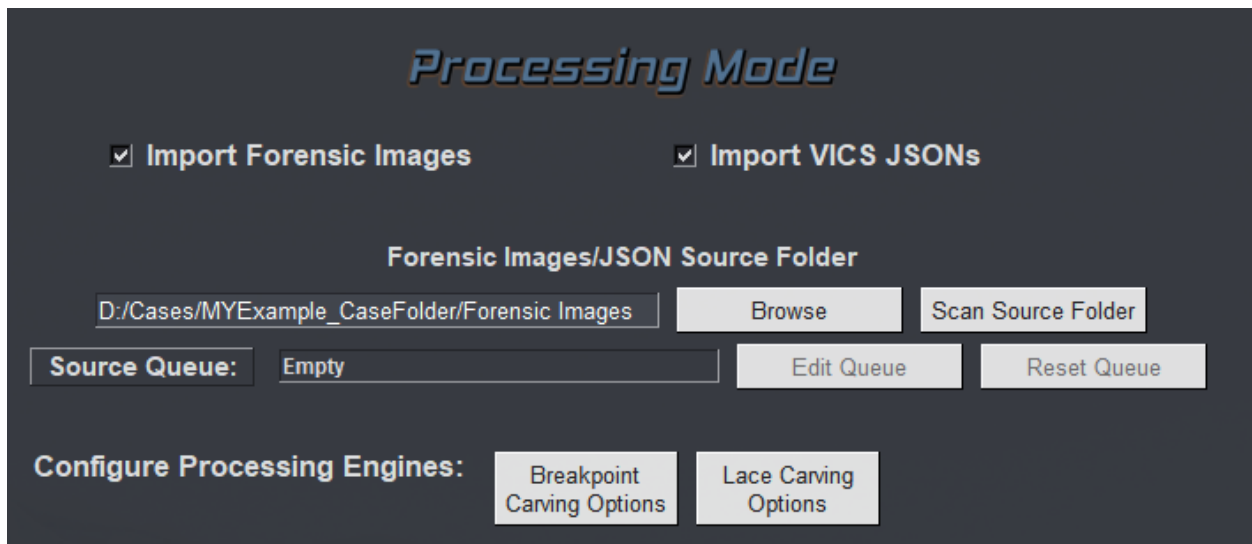 Processing Mode
Import Forensic Images
Import VICS JSONs
Forensic Images/JSON Source Folder
D:/Cases/MYExample_CaseFolder/Forensic Images
Browse
Scan Source Folder
Source Queue:
Empty
Edit Queue
Reset Queue
Configure Processing Engines:
Breakpoint
Carving Options
Lace Carving
Options